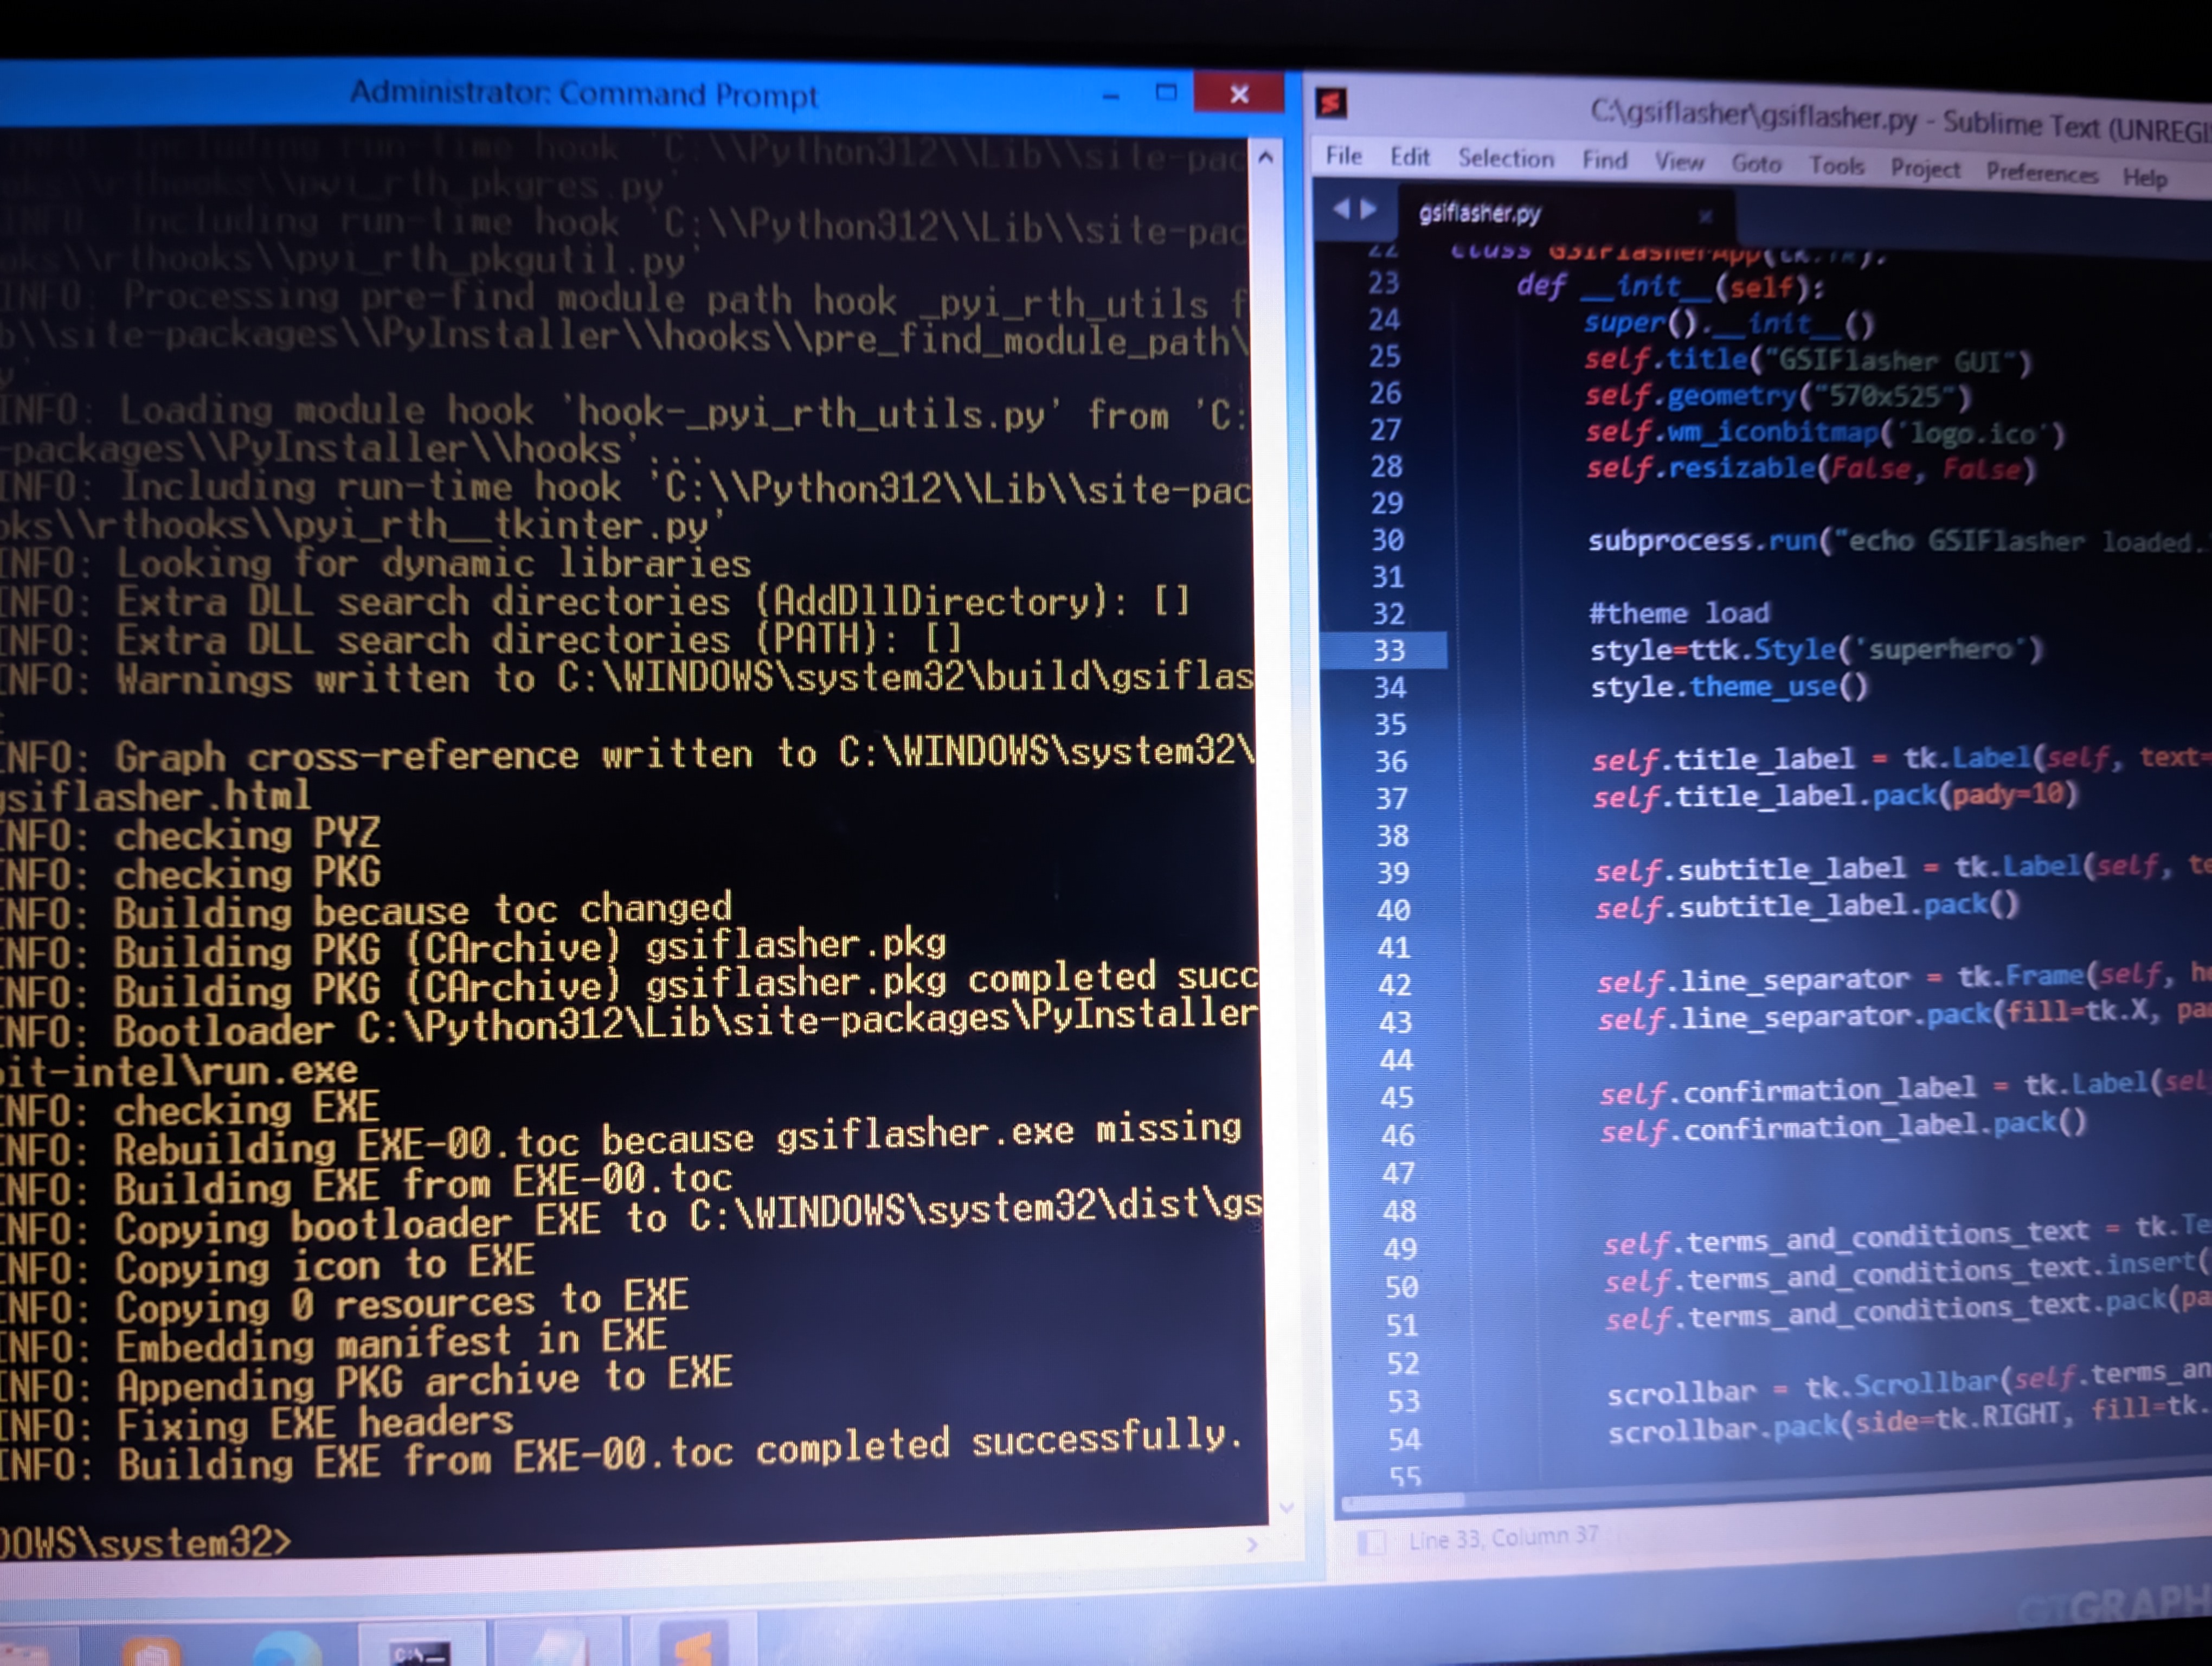 Administrator: Command Prompt
INFO: Including run-time hook 'C:\\Python312\\Lib\\site-pac
oks\\rthooks\\pyi_rth_pkgres.py'
INFO: Including run-time hook 'C:\\Python312\\Lib\\site-pac
oks\\rthooks\\pyi_rth_pkgutil.py'
INFO: Processing pre-find module path hook _pyi_rth_utils f
b\\site-packages\\PyInstaller\\hooks\\pre_find_module_path\
y'.
INFO: Loading module hook 'hook-_pyi_rth_utils.py' from 'C:
-packages\\PyInstaller\\hooks'...
INFO: Including run-time hook 'C:\\Python312\\Lib\\site-pac
oks\\rthooks\\pyi_rth__tkinter.py'
INFO: Looking for dynamic libraries
INFO: Extra DLL search directories (AddDllDirectory): []
INFO: Extra DLL search directories (PATH): []
INFO: Warnings written to C:\WINDOWS\system32\build\gsiflas
INFO: Graph cross-reference written to C:\WINDOWS\system32\
gsiflasher.html
INFO: checking PYZ
INFO: checking PKG
INFO: Building because toc changed
INFO: Building PKG (CArchive) gsiflasher.pkg
INFO: Building PKG (CArchive) gsiflasher.pkg completed succ
INFO: Bootloader C:\Python312\Lib\site-packages\PyInstaller
bit-intel\run.exe
INFO: checking EXE
INFO: Rebuilding EXE-00.toc because gsiflasher.exe missing
INFO: Building EXE from EXE-00.toc
INFO: Copying bootloader EXE to C:\WINDOWS\system32\dist\gs
INFO: Copying icon to EXE
INFO: Copying 0 resources to EXE
INFO: Embedding manifest in EXE
INFO: Appending PKG archive to EXE
INFO: Fixing EXE headers
INFO: Building EXE from EXE-00.toc completed successfully.
DOWS\system32>
C:\gsiflasher\gsiflasher.py - Sublime Text (UNREGI
File Edit Selection Find View Goto Tools Project Preferences Help
gsiflasher.py
22 class GSIFlasherApp(tk.Tk):
23 def __init__(self):
24 super().__init__()
25 self.title("GSIFlasher GUI")
26 self.geometry("570x525")
27 self.wm_iconbitmap('logo.ico')
28 self.resizable(False, False)
29
30 subprocess.run("echo GSIFlasher loaded.
31
32 #theme load
33 style=ttk.Style('superhero')
34 style.theme_use()
35
36 self.title_label = tk.Label(self, text=
37 self.title_label.pack(pady=10)
38
39 self.subtitle_label = tk.Label(self, te
40 self.subtitle_label.pack()
41
42 self.line_separator = tk.Frame(self, he
43 self.line_separator.pack(fill=tk.X, pa
44
45 self.confirmation_label = tk.Label(sel
46 self.confirmation_label.pack()
47
48
49 self.terms_and_conditions_text = tk.Te
50 self.terms_and_conditions_text.insert(
51 self.terms_and_conditions_text.pack(pa
52
53 scrollbar = tk.Scrollbar(self.terms_an
54 scrollbar.pack(side=tk.RIGHT, fill=tk.
55
Line 33, Column 37
C:\